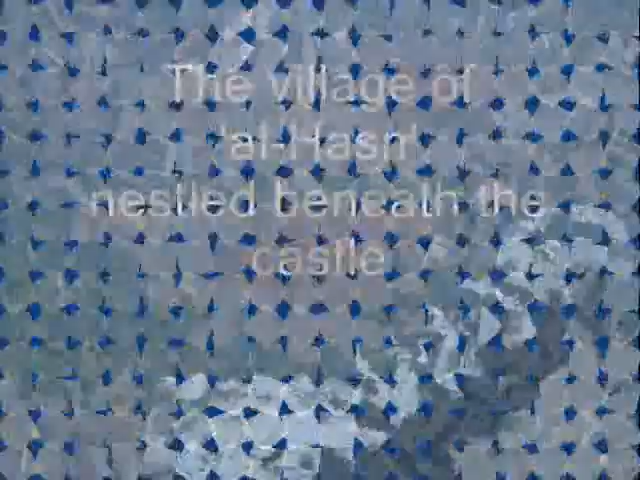 The village of
'al-Hasn'
nestled beneath the
castle